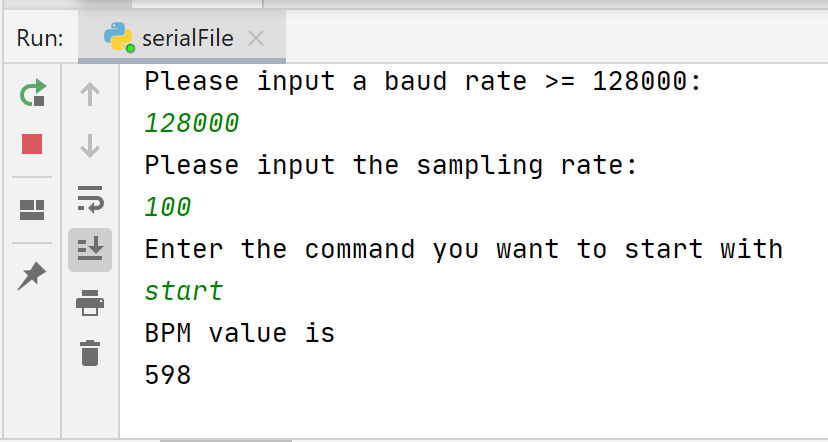 Run:
serialFile
Please input a baud rate >= 128000:
128000
Please input the sampling rate:
100
Enter the command you want to start with
start
BPM value is
598